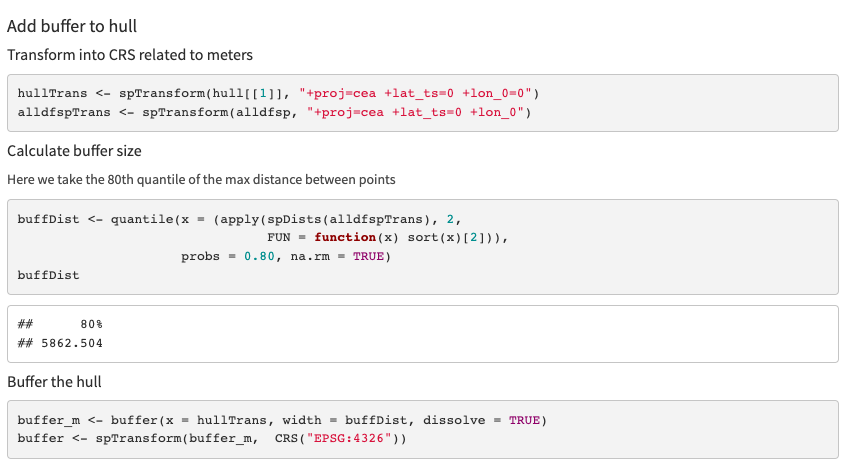 Add buffer to hull
Transform into CRS related to meters
hullTrans <- spTransform(hull[[1]], "+proj=cea +lat_ts=0 +lon_0=0")
alldfspTrans <- spTransform(alldfsp, "+proj=cea +lat_ts=0 +lon_0")
Calculate buffer size
Here we take the 80th quantile of the max distance between points
buffDist <- quantile(x = (apply(spDists(alldfspTrans), 2,
                                 FUN = function(x) sort(x)[2])),
                      probs = 0.80, na.rm = TRUE)
buffDist
##      80%
## 5862.504
Buffer the hull
buffer_m <- buffer(x = hullTrans, width = buffDist, dissolve = TRUE)
buffer <- spTransform(buffer_m,  CRS("EPSG:4326"))